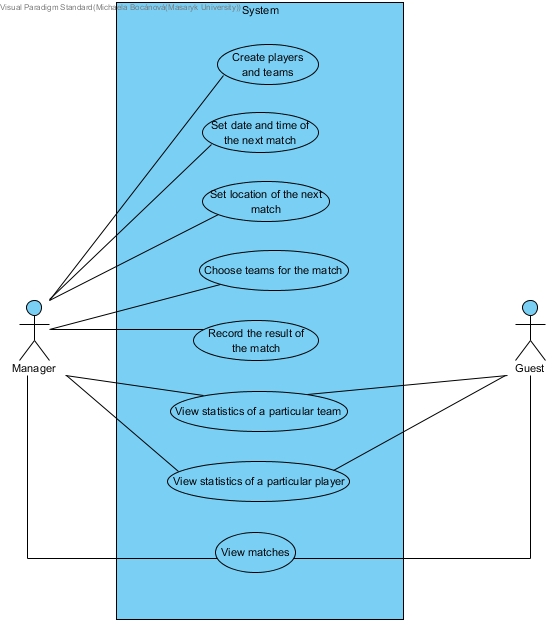 Visual Paradigm Standard(Michaela Bocánová(Masaryk University))
System
Create players
and teams
Set date and time of
the next match
Set location of the next
match
Choose teams for the match
Record the result of
the match
Manager
Guest
View statistics of a particular team
View statistics of a particular player
View matches